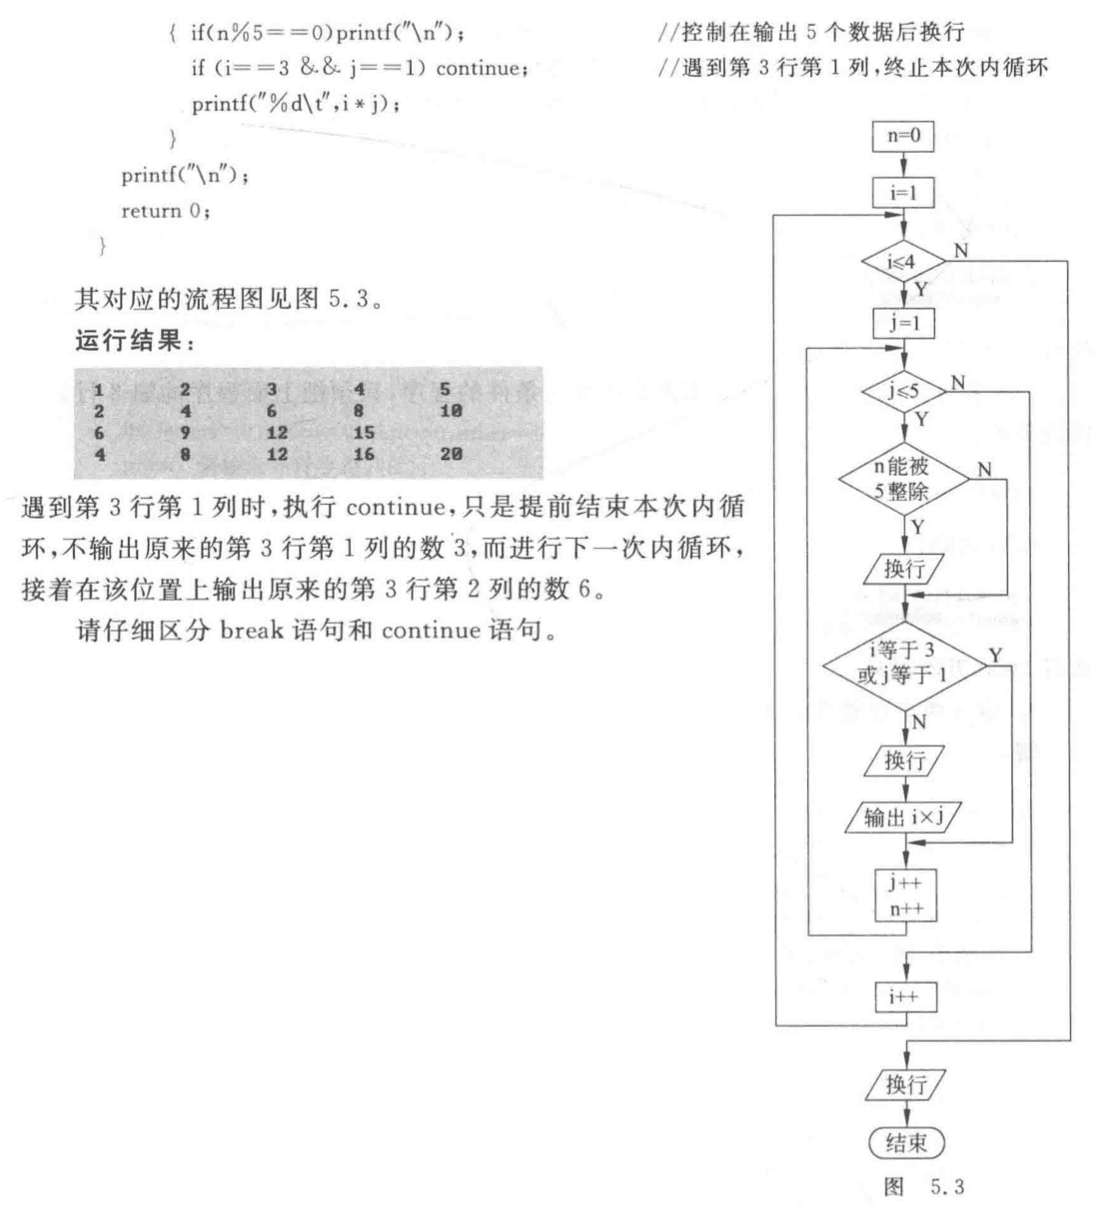 { if(n%5==0)printf("\n"); //控制在输出 5 个数据后换行
if (i==3 && j==1) continue; //遇到第 3 行第 1 列,终止本次内循环
printf("%d\t",i * j);
}
printf("\n");
return 0;
}
其对应的流程图见图 5.3。
运行结果:
1 2 3 4 5
2 4 6 8 10
6 9 12 15
4 8 12 16 20
遇到第 3 行第 1 列时,执行 continue,只是提前结束本次内循
环,不输出原来的第 3 行第 1 列的数 3,而进行下一次内循环,
接着在该位置上输出原来的第 3 行第 2 列的数 6。
请仔细区分 break 语句和 continue 语句。
n=0
i=1
i≤4
N
Y
j=1
j≤5
N
Y
n能被
5整除
N
Y
换行
i等于 3
或j等于 1
Y
N
换行
输出 i×j
j++
n++
i++
换行
结束
图 5.3